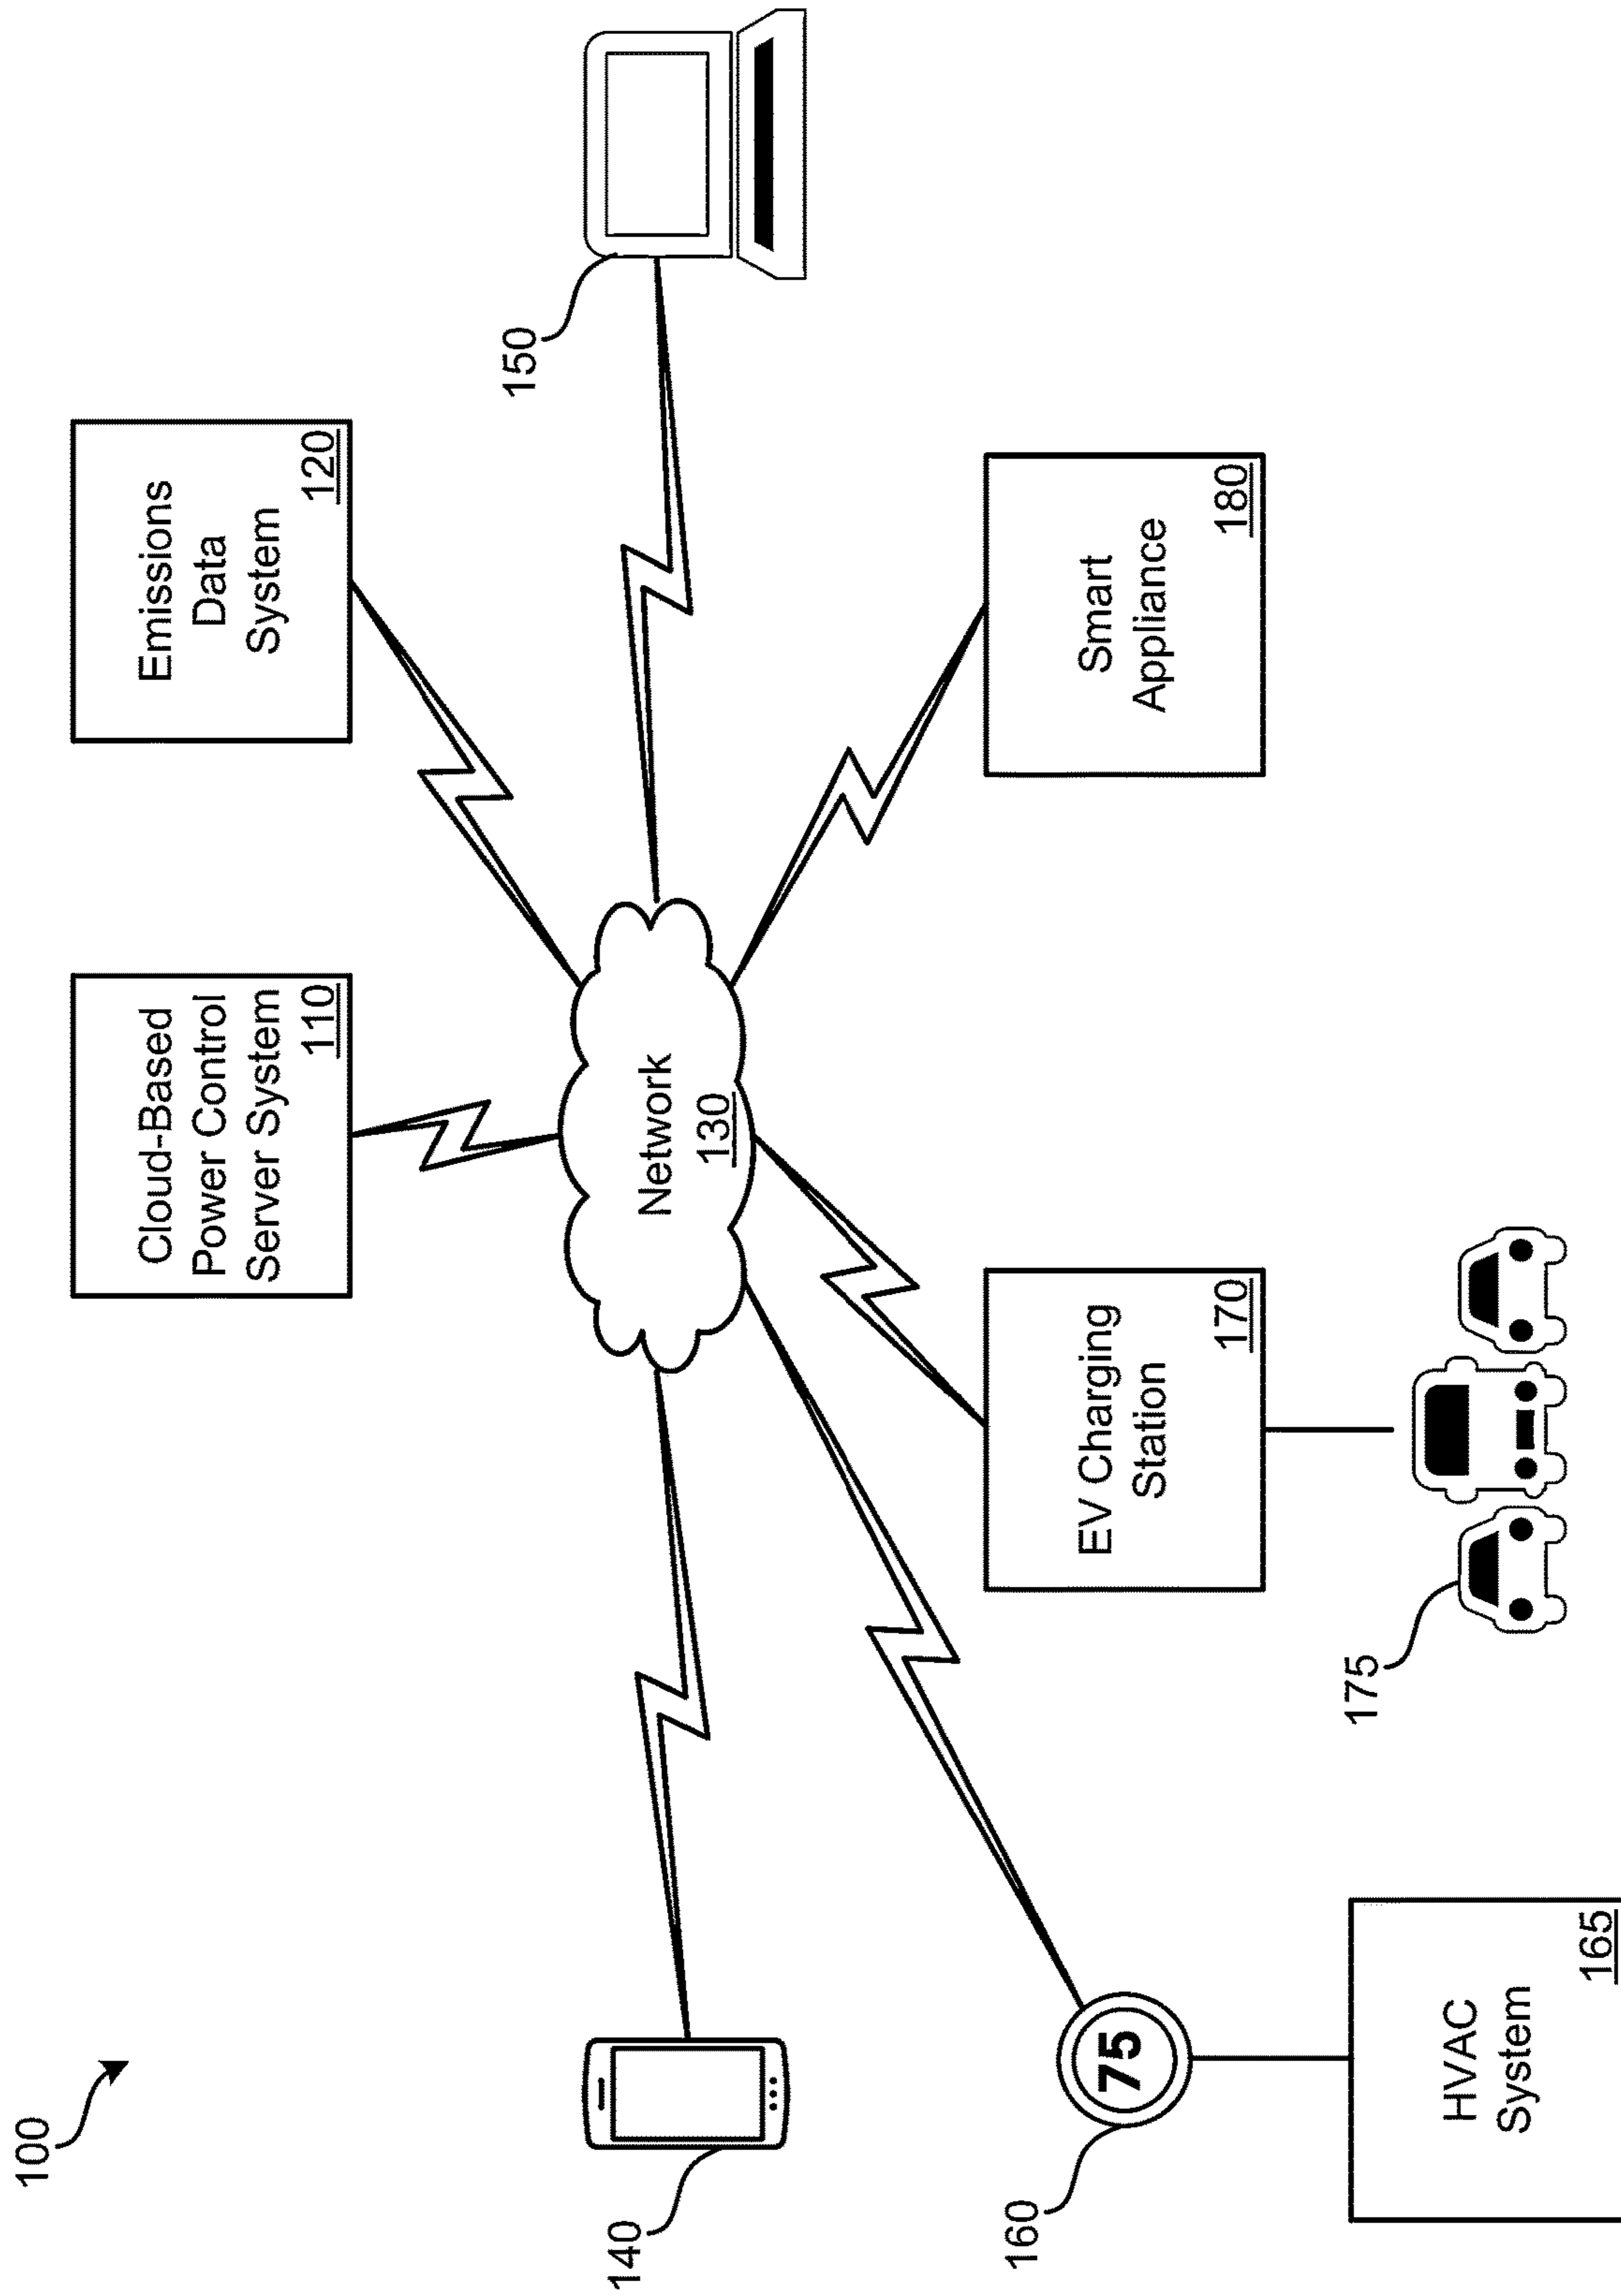 100
Cloud-Based
Power Control
Server System
110
Emissions
Data
System
120
140
Network
130
150
160
75
EV Charging
Station
170
Smart
Appliance
180
HVAC
System
165
175